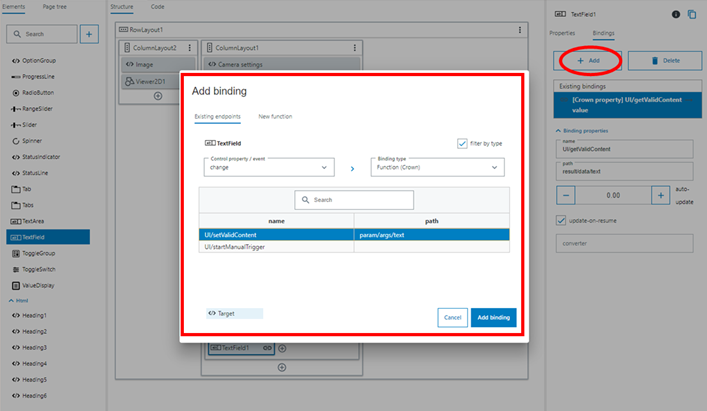 Elements
Page tree
Search
+
OptionGroup
ProgressLine
RadioButton
RangeSlider
Slider
Spinner
StatusIndicator
StatusLine
Tab
Tabs
TextArea
TextField
ToggleGroup
ToggleSwitch
ValueDisplay
Html
Heading1
Heading2
Heading3
Heading4
Heading5
Heading6
Structure
Code
RowLayout1
ColumnLayout2
Image
Viewer2D1
ColumnLayout1
Camera settings
TextField1
Add binding
Existing endpoints
New function
TextField
filter by type
Control property / event
change
Binding type
Function (Crown)
Search
name
path
UI/setValidContent
param/args/text
UI/startManualTrigger
Target
Cancel
Add binding
TextField1
Properties
Bindings
+ Add
Delete
Existing bindings
[Crown property] UI/getValidContent
value
Binding properties
name
UI/getValidContent
path
result/data/text
− 0.00 +
auto-
update
update-on-resume
converter